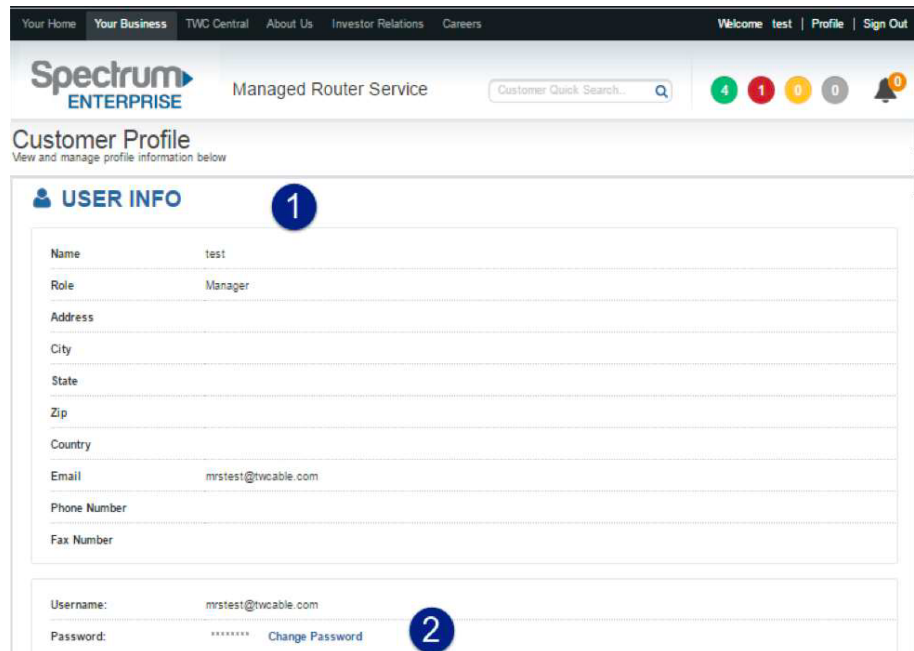 Your Home Your Business TWC Central About Us Investor Relations Careers Welcome test | Profile | Sign Out
Spectrum
ENTERPRISE
Managed Router Service
Customer Quick Search..
4 1 0 0 0
Customer Profile
View and manage profile information below
USER INFO 1
Name test
Role Manager
Address
City
State
Zip
Country
Email mrstest@twcable.com
Phone Number
Fax Number
Username: mrstest@twcable.com
Password: ******** Change Password 2